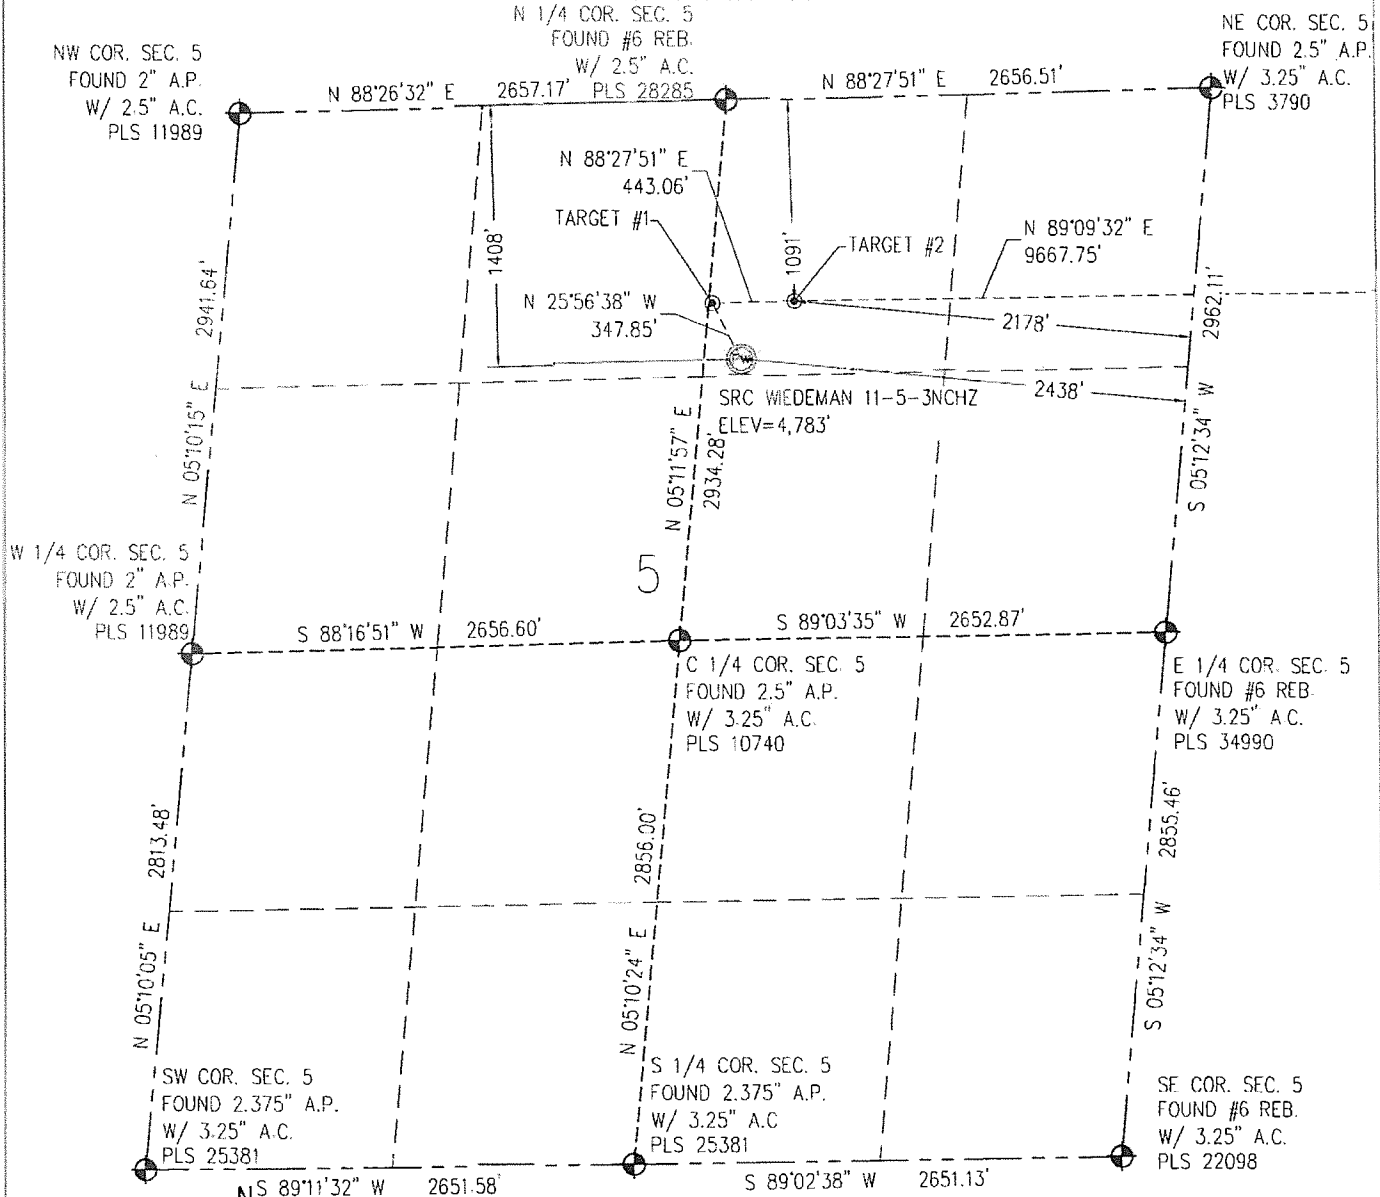 N 1/4 COR. SEC. 5
FOUND #6 REB.
W/ 2.5" A.C.
PLS 28285
NE COR. SEC. 5
FOUND 2.5" A.P.
W/ 3.25" A.C.
PLS 3790
NW COR. SEC. 5
FOUND 2" A.P.
W/ 2.5" A.C.
PLS 11989
N 88°26'32" E 2657.17'
N 88°27'51" E 2656.51'
N 88°27'51" E
443.06'
TARGET #1
TARGET #2
N 89°09'32" E
9667.75'
1408'
1091'
2941.64'
N 05°10'15" E
N 25°56'38" W
347.85'
2178'
2962.11'
S 05°12'34" W
2438'
SRC WIEDEMAN 11-5-3NCHZ
ELEV=4,783'
N 05°11'57" E
2934.28'
W 1/4 COR. SEC. 5
FOUND 2" A.P.
W/ 2.5" A.C.
PLS 11989
5
S 88°16'51" W 2656.60'
S 89°03'35" W 2652.87'
C 1/4 COR. SEC. 5
FOUND 2.5" A.P.
W/ 3.25" A.C.
PLS 10740
E 1/4 COR. SEC. 5
FOUND #6 REB.
W/ 3.25" A.C.
PLS 34990
2813.48'
N 05°10'05" E
2856.00'
N 05°10'24" E
2855.46'
S 05°12'34" W
SW COR. SEC. 5
FOUND 2.375" A.P.
W/ 3.25" A.C.
PLS 25381
S 1/4 COR. SEC. 5
FOUND 2.375" A.P.
W/ 3.25" A.C
PLS 25381
SE COR. SEC. 5
FOUND #6 REB.
W/ 3.25" A.C.
PLS 22098
N
S 89°11'32" W 2651.58'
S 89°02'38" W 2651.13'